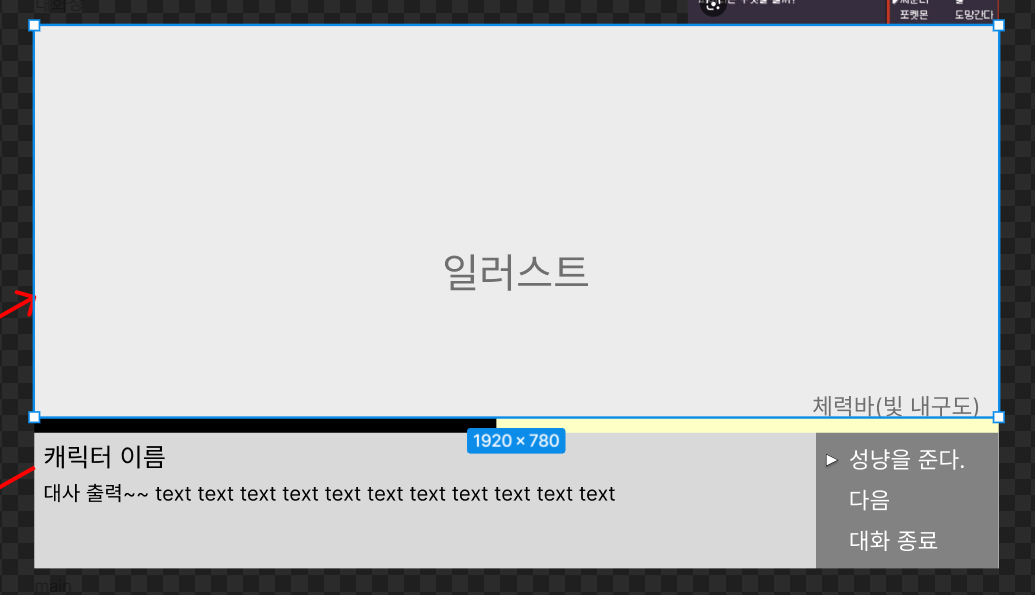 포켓몬 도망간다
일러스트
체력바(빛 내구도)
1920 × 780
캐릭터 이름
▶ 성냥을 준다.
대사 출력~~ text text text text text text text text text text text
다음
대화 종료
main